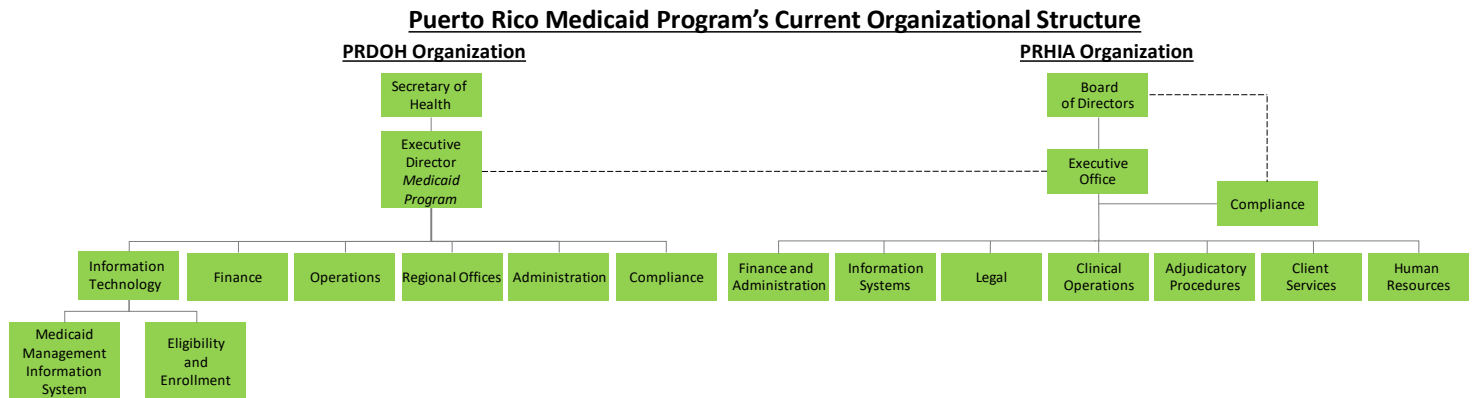 Puerto Rico Medicaid Program's Current Organizational Structure
PRDOH Organization
PRHIA Organization
Secretary of
Health
Board
of Directors
Executive
Director
Medicaid
Program
Executive
Office
Compliance
Information
Technology
Finance
Operations
Regional Offices
Administration
Compliance
Finance and
Administration
Information
Systems
Legal
Clinical
Operations
Adjudicatory
Procedures
Client
Services
Human
Resources
Medicaid
Management
Information
System
Eligibility
and
Enrollment